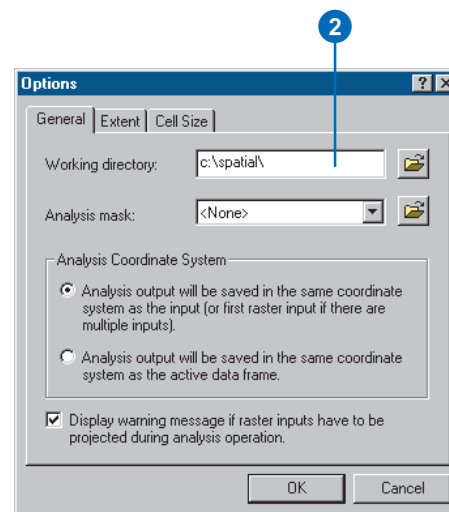 2
Options
General Extent Cell Size
Working directory: c:\spatial\
Analysis mask: <None>
Analysis Coordinate System
Analysis output will be saved in the same coordinate
system as the input (or first raster input if there are
multiple inputs).
Analysis output will be saved in the same coordinate
system as the active data frame.
Display warning message if raster inputs have to be
projected during analysis operation.
OK Cancel